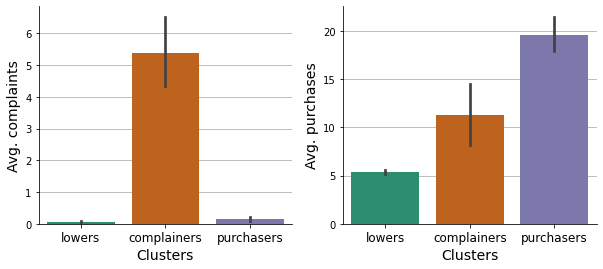 Avg. complaints
6
5
4
3
2
1
0
lowers complainers purchasers
Clusters
Avg. purchases
20
15
10
5
0
lowers complainers purchasers
Clusters